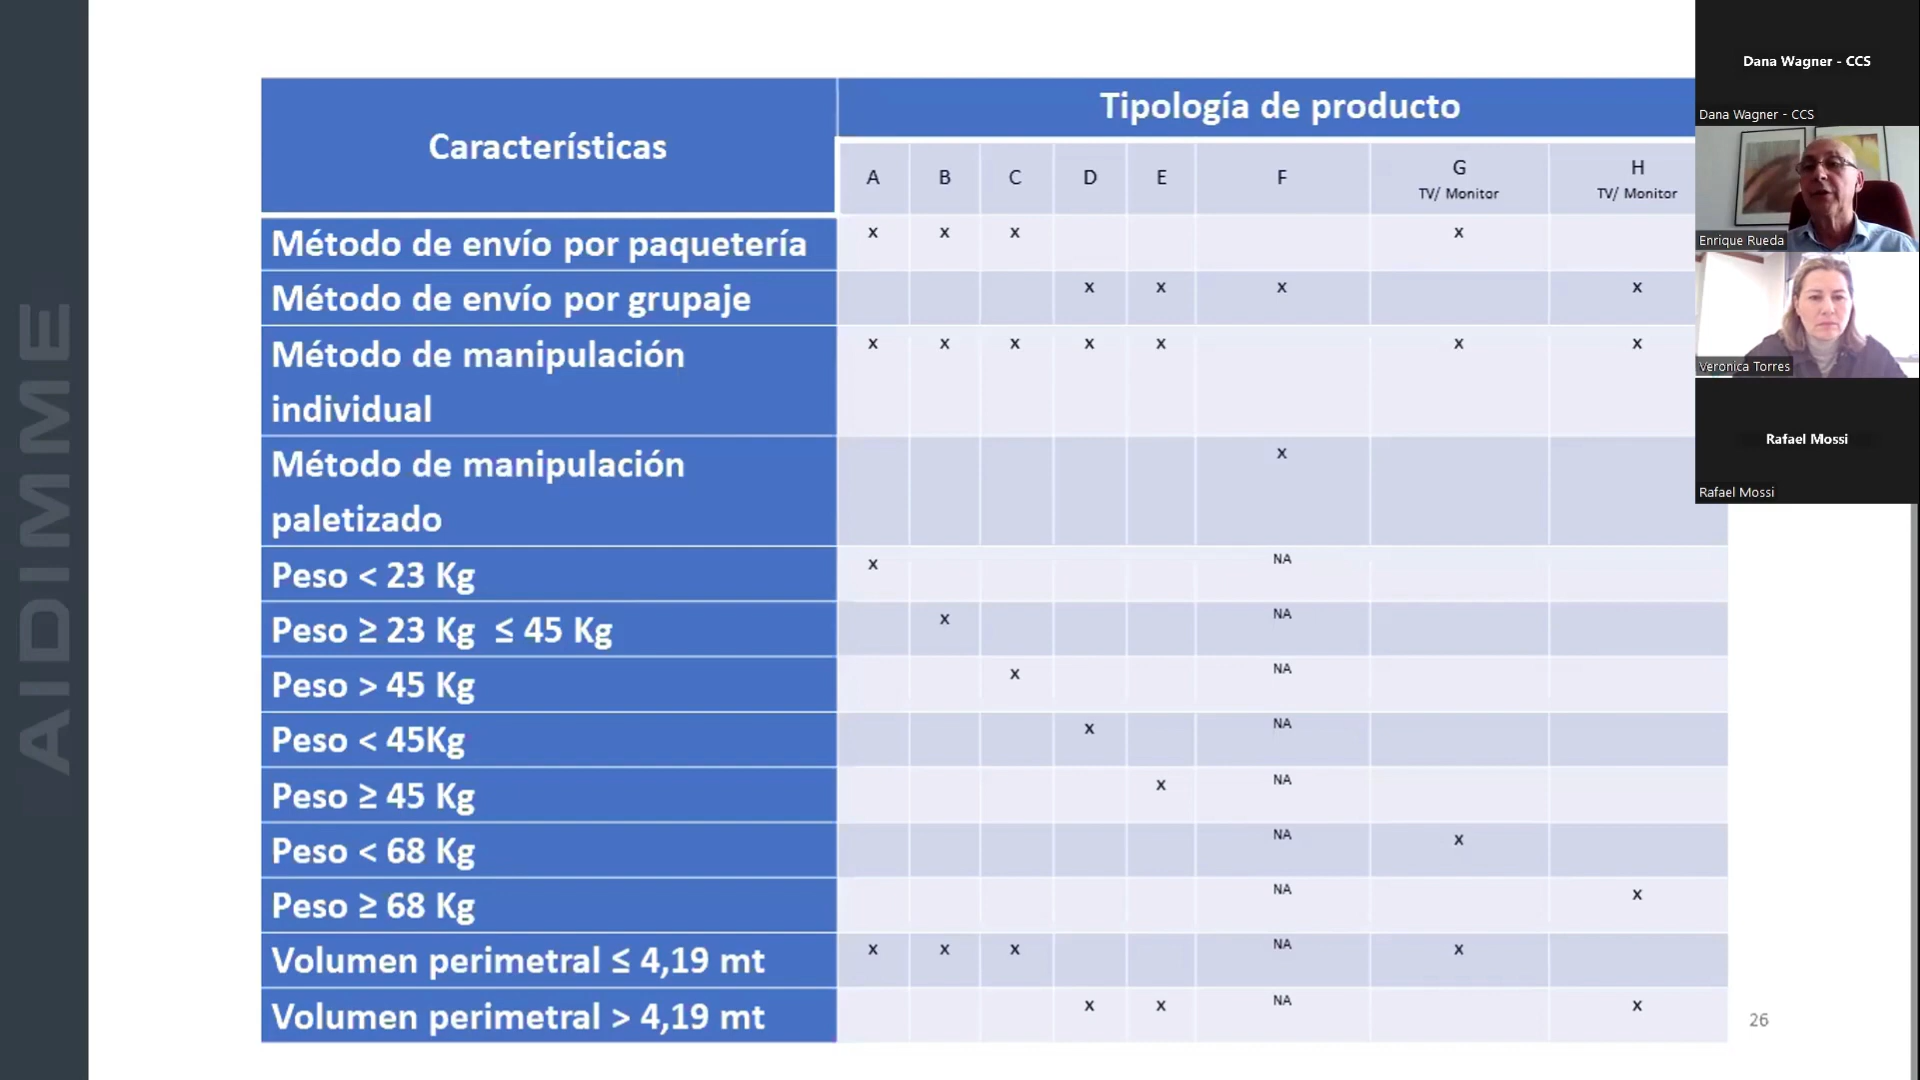 AIDIMME
Características
Tipología de producto
A B C D E F G H
TV/ Monitor TV/ Monitor
Método de envío por paquetería x x x x
Método de envío por grupaje x x x x
Método de manipulación x x x x x x x
individual
Método de manipulación x
paletizado
Peso < 23 Kg x NA
Peso ≥ 23 Kg ≤ 45 Kg x NA
Peso > 45 Kg x NA
Peso < 45Kg x NA
Peso ≥ 45 Kg x NA
Peso < 68 Kg NA x
Peso ≥ 68 Kg NA x
Volumen perimetral ≤ 4,19 mt x x x NA x
Volumen perimetral > 4,19 mt x x NA x
26
Dana Wagner - CCS
Dana Wagner - CCS
Enrique Rueda
Veronica Torres
Rafael Mossi
Rafael Mossi